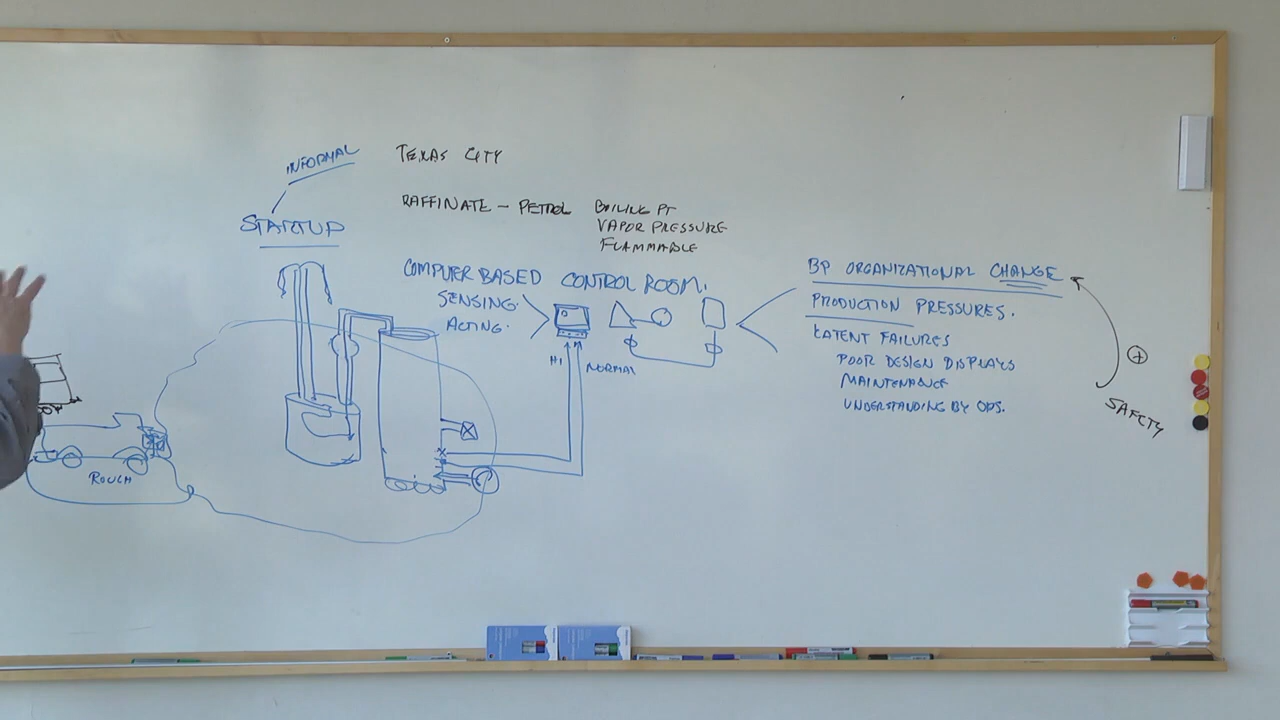 INFORMAL
TEXAS CITY
STARTUP
RAFFINATE – PETROL
BOILING PT
VAPOR PRESSURE
FLAMMABLE
COMPUTER BASED CONTROL ROOM.
SENSING.
ACTING.
HI
NORMAL
BP ORGANIZATIONAL CHANGE
PRODUCTION PRESSURES.
LATENT FAILURES
POOR DESIGN DISPLAYS
MAINTENANCE
UNDERSTANDING BY OPS.
+
SAFETY